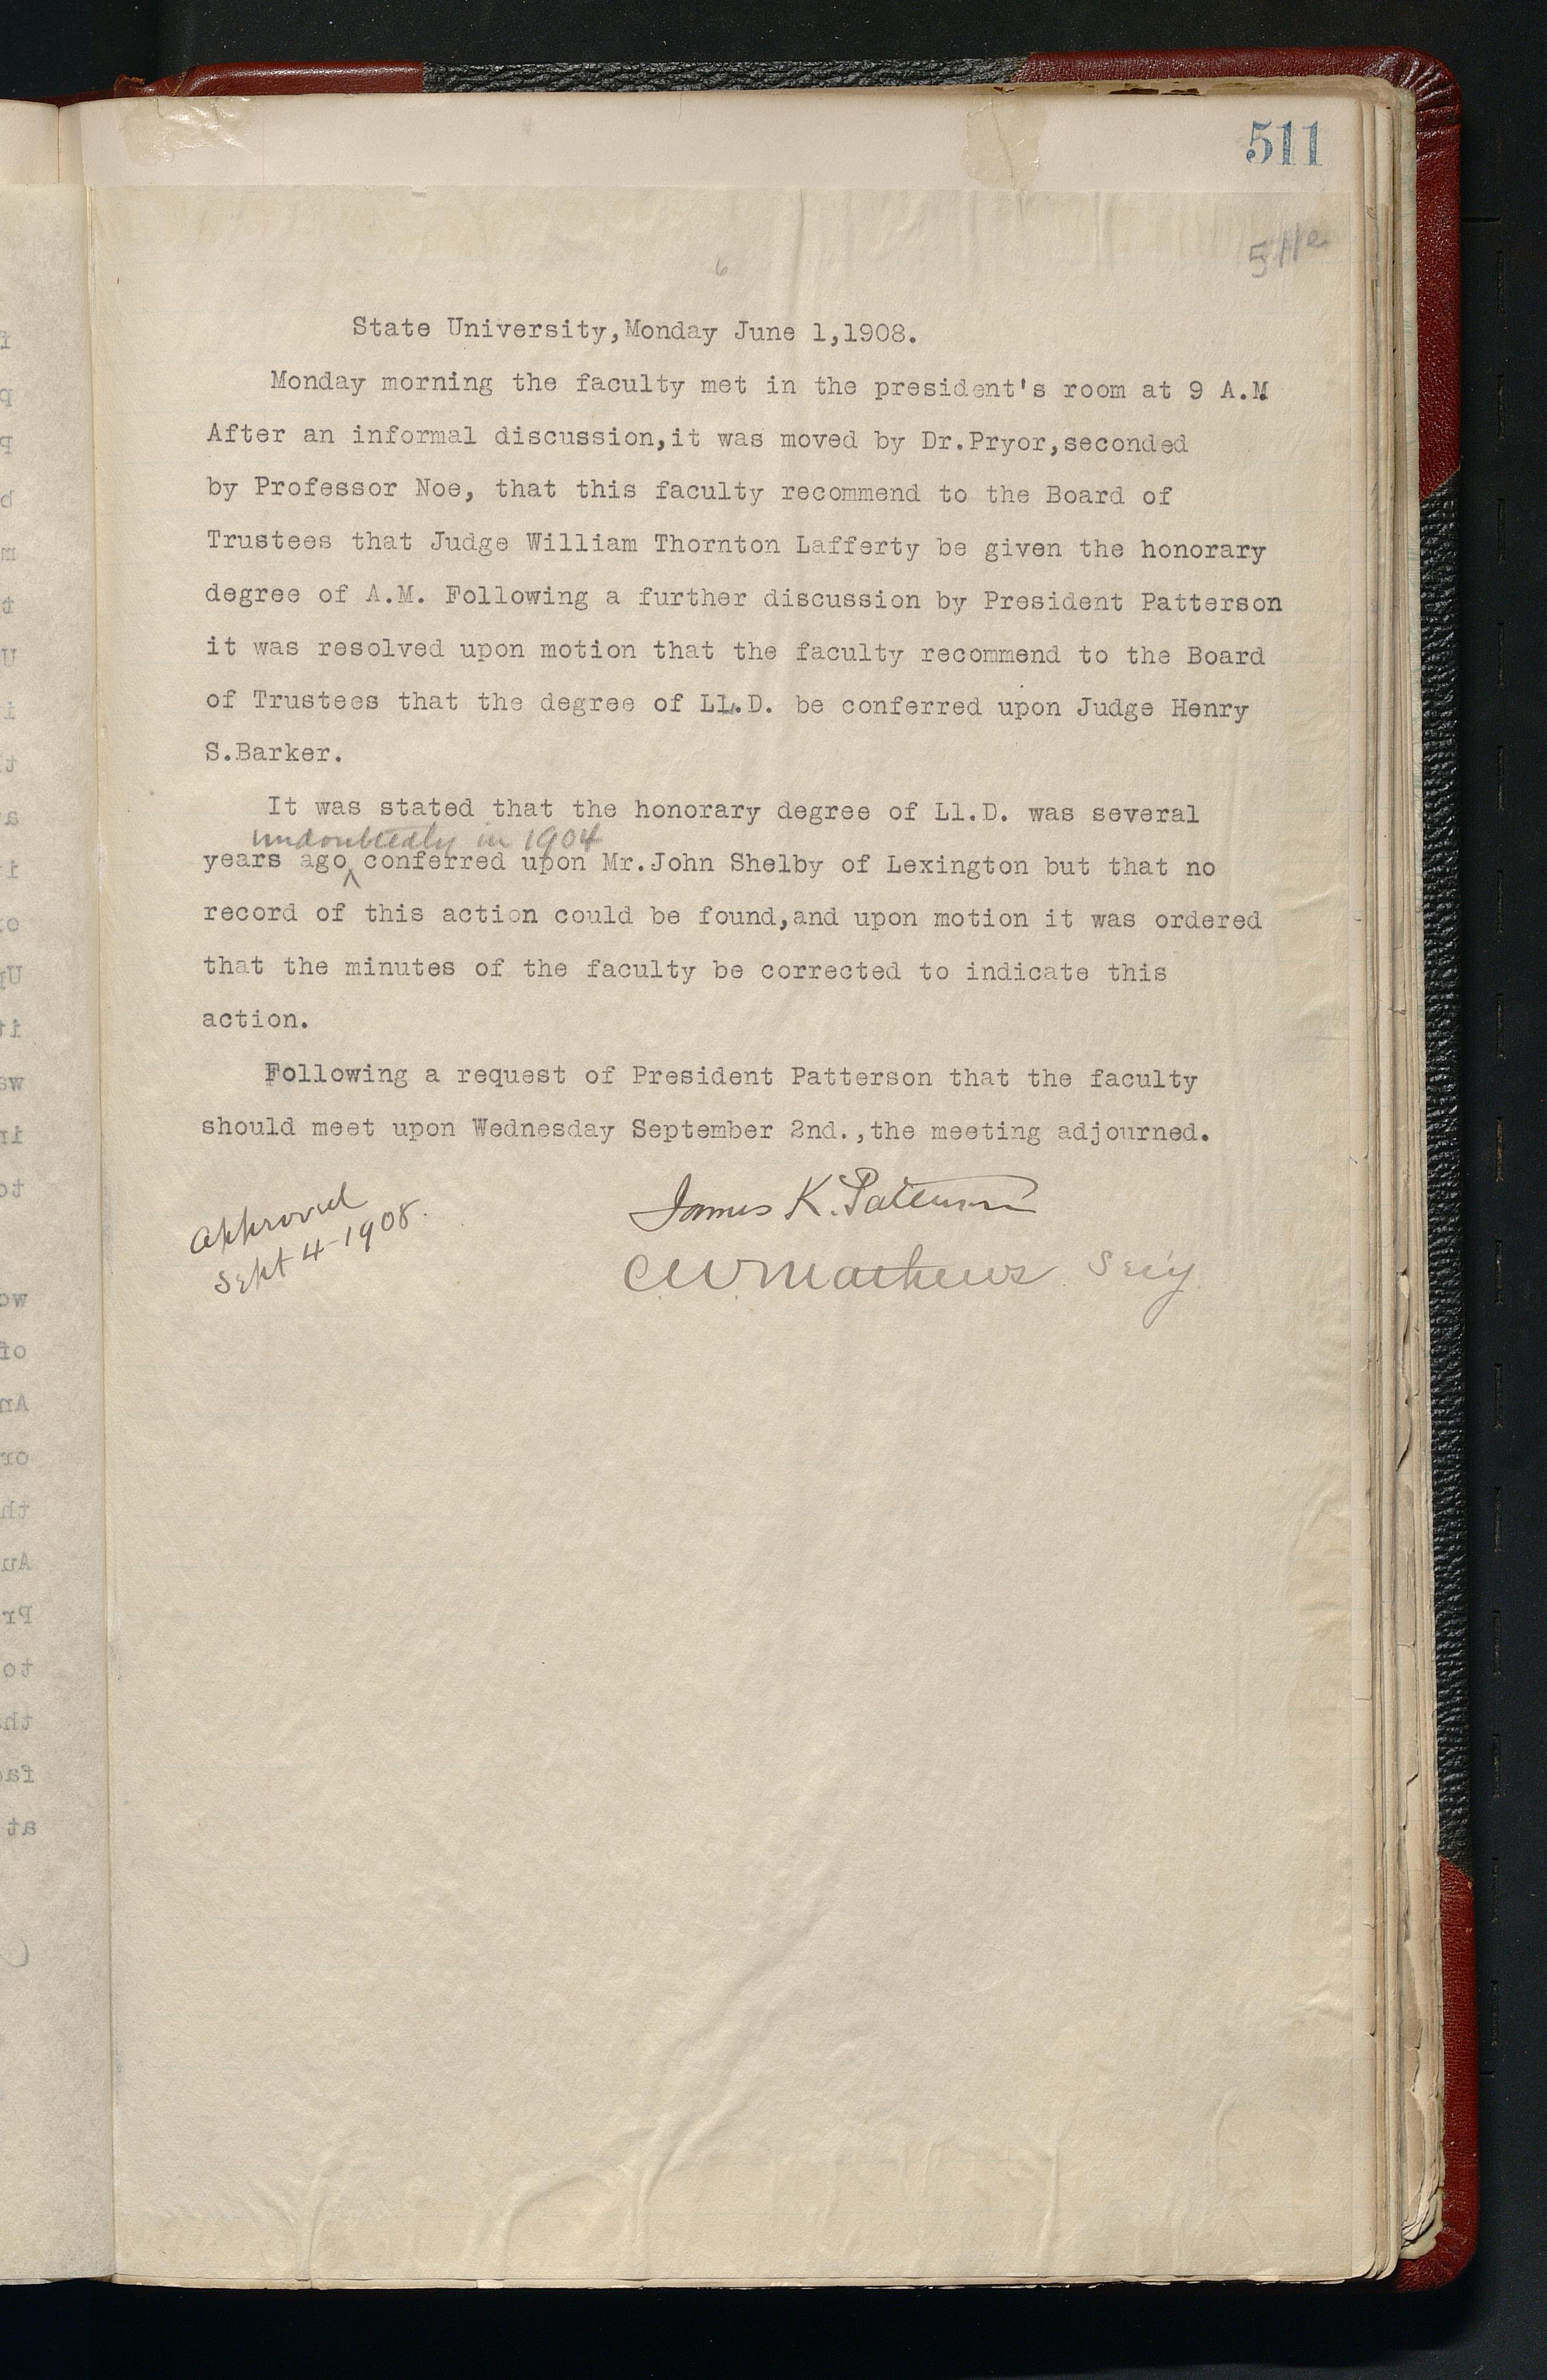 511
511e
6
State University,Monday June 1,1908.
Monday morning the faculty met in the president's room at 9 A.M
After an informal discussion,it was moved by Dr.Pryor,seconded
by Professor Noe, that this faculty recommend to the Board of
Trustees that Judge William Thornton Lafferty be given the honorary
degree of A.M. Following a further discussion by President Patterson
it was resolved upon motion that the faculty recommend to the Board
of Trustees that the degree of LL.D. be conferred upon Judge Henry
S.Barker.
It was stated that the honorary degree of Ll.D. was several
undoubtedly in 1904
years ago ^ conferred upon Mr.John Shelby of Lexington but that no
record of this action could be found,and upon motion it was ordered
that the minutes of the faculty be corrected to indicate this
action.
Following a request of President Patterson that the faculty
should meet upon Wednesday September 2nd.,the meeting adjourned.
James K. Patterson
C.W. Mathews. Sec'y.
Approved
Sept 4-1908.